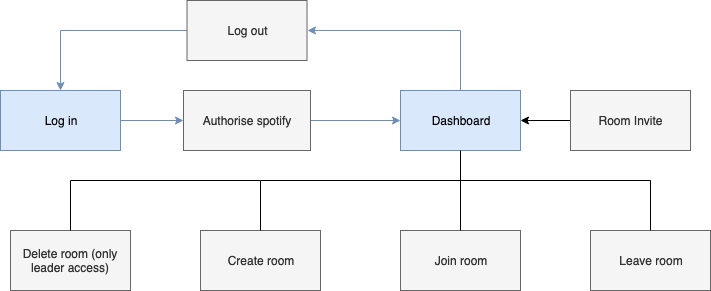 Log out
Log in
Authorise spotify
Dashboard
Room Invite
Delete room (only
leader access)
Create room
Join room
Leave room